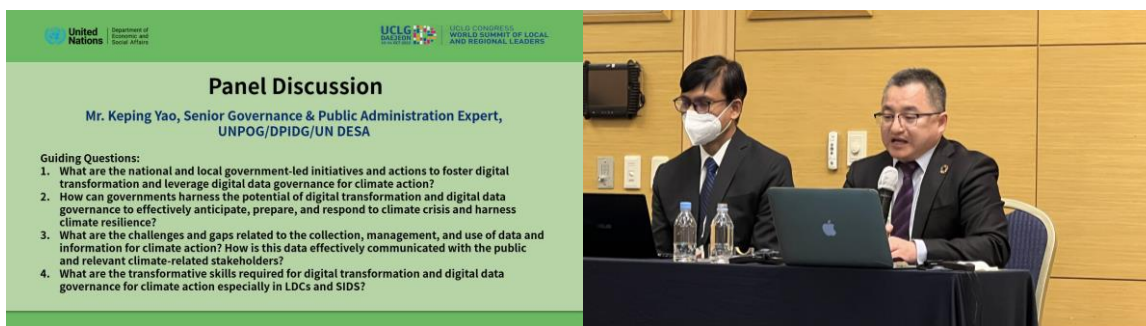 United Nations
Department of Economic and Social Affairs
UCLG
DAEJEON
UCLG CONGRESS
WORLD SUMMIT OF LOCAL
AND REGIONAL LEADERS
Panel Discussion
Mr. Keping Yao, Senior Governance & Public Administration Expert,
UNPOG/DPIDG/UN DESA
Guiding Questions:
1. What are the national and local government-led initiatives and actions to foster digital
transformation and leverage digital data governance for climate action?
2. How can governments harness the potential of digital transformation and digital data
governance to effectively anticipate, prepare, and respond to climate crisis and harness
climate resilience?
3. What are the challenges and gaps related to the collection, management, and use of data and
information for climate action? How is this data effectively communicated with the public
and relevant climate-related stakeholders?
4. What are the transformative skills required for digital transformation and digital data
governance for climate action especially in LDCs and SIDS?